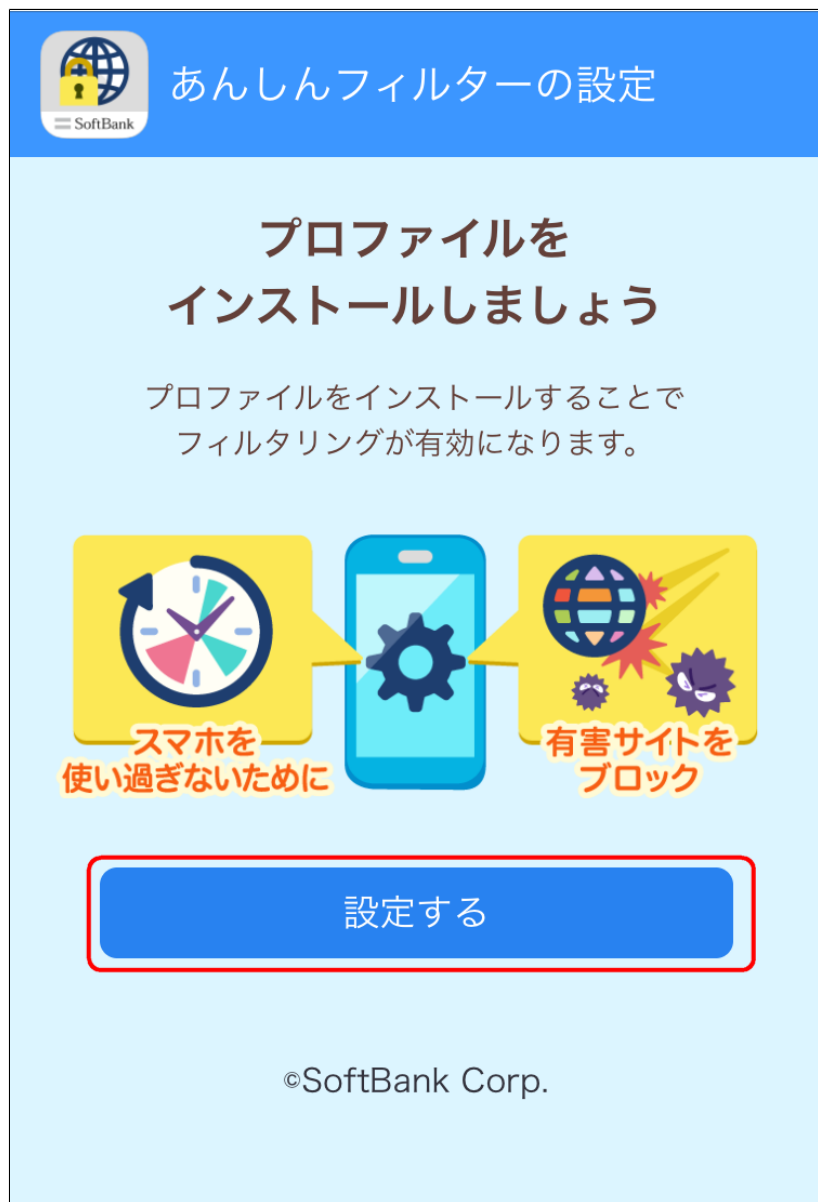 SoftBank
あんしんフィルターの設定
プロファイルを
インストールしましょう
プロファイルをインストールすることで
フィルタリングが有効になります。
スマホを
使い過ぎないために
有害サイトを
ブロック
設定する
©SoftBank Corp.